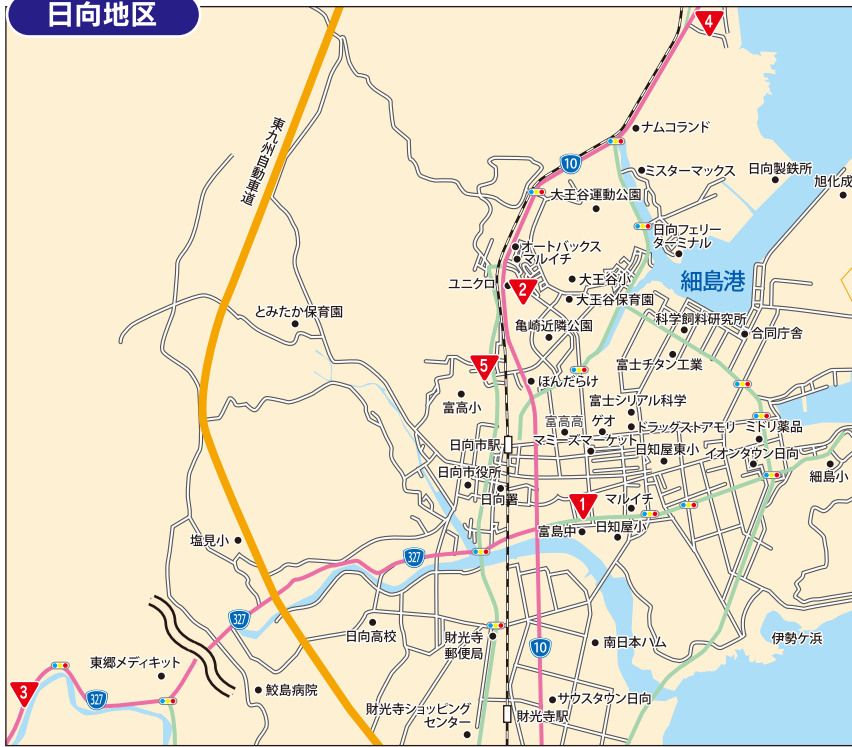 日向地区
4
東九州自動車道
ナムコランド
10
ミスターマックス
日向製鉄所
旭化成
大王谷運動公園
日向フェリー
ターミナル
オートバックス
マルイチ
ユニクロ
2
大王谷小
細島港
大王谷保育園
とみたか保育園
亀崎近隣公園
科学飼料研究所
合同庁舎
5
富士チタン工業
ほんだらけ
富高小
富士シリアル科学
富高高
ゲオ
ドラッグストアモリ
ミドリ薬品
日向市駅
マミーズマーケット
日知屋東小
イオンタウン日向
日向市役所
細島小
日向署
1
マルイチ
富島中
日知屋小
塩見小
327
327
日向高校
財光寺
郵便局
10
南日本ハム
伊勢ケ浜
東郷メディキット
3
327
鮫島病院
サウスタウン日向
財光寺ショッピング
センター
財光寺駅